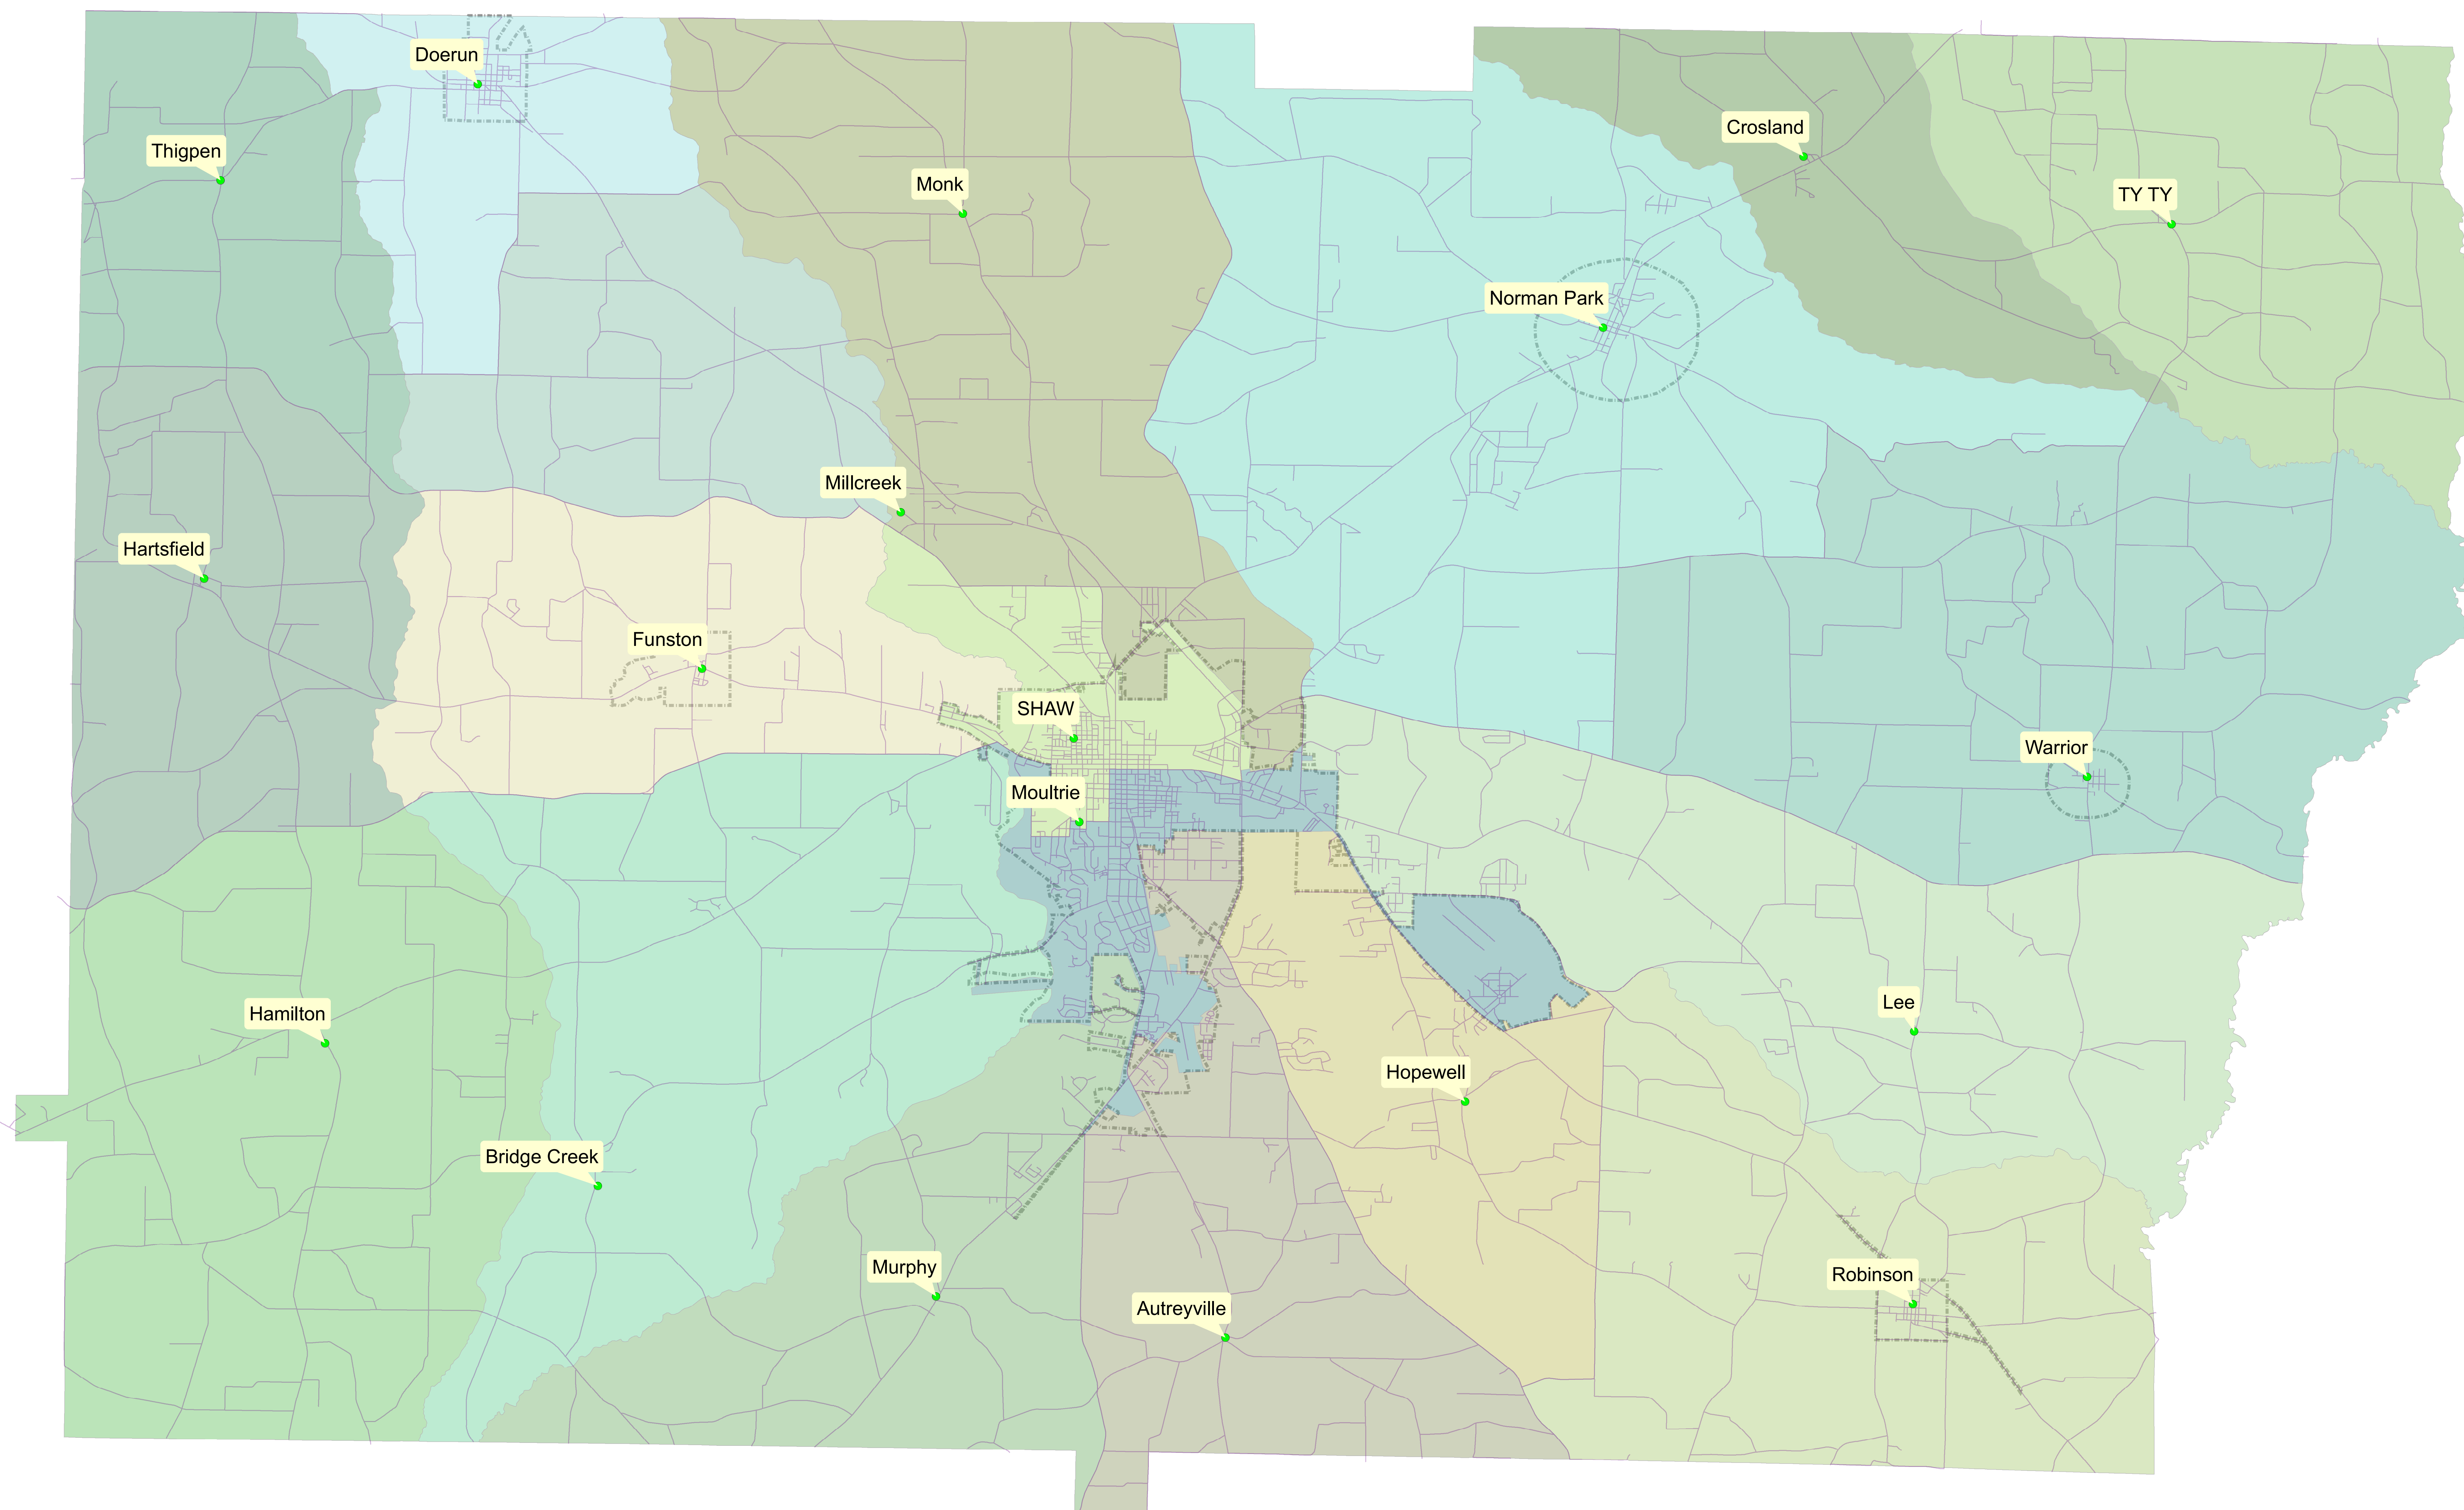 Doerun
Crosland
Thigpen
Monk
TY TY
Norman Park
Millcreek
Hartsfield
Funston
SHAW
Warrior
Moultrie
Lee
Hamilton
Hopewell
Bridge Creek
Murphy
Robinson
Autreyville